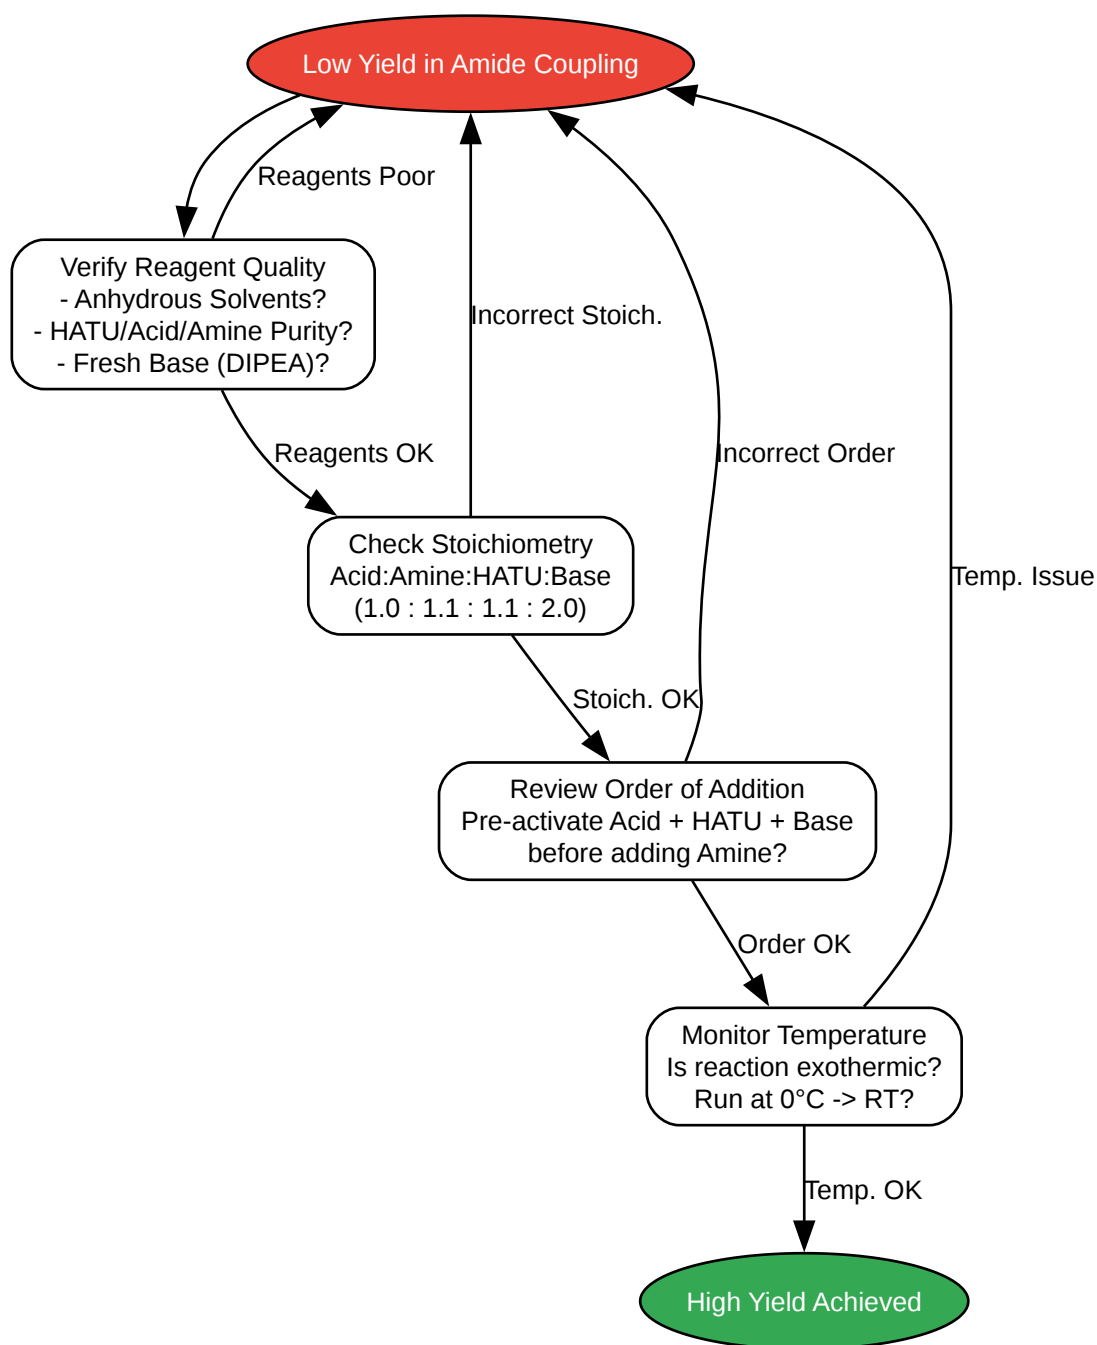 Low Yield in Amide Coupling
Reagents Poor
Verify Reagent Quality
- Anhydrous Solvents?
- HATU/Acid/Amine Purity?
- Fresh Base (DIPEA)?
Incorrect Stoich.
Reagents OK
Incorrect Order
Check Stoichiometry
Acid:Amine:HATU:Base
(1.0 : 1.1 : 1.1 : 2.0)
Temp. Issue
Stoich. OK
Review Order of Addition
Pre-activate Acid + HATU + Base
before adding Amine?
Order OK
Monitor Temperature
Is reaction exothermic?
Run at 0°C -> RT?
Temp. OK
High Yield Achieved